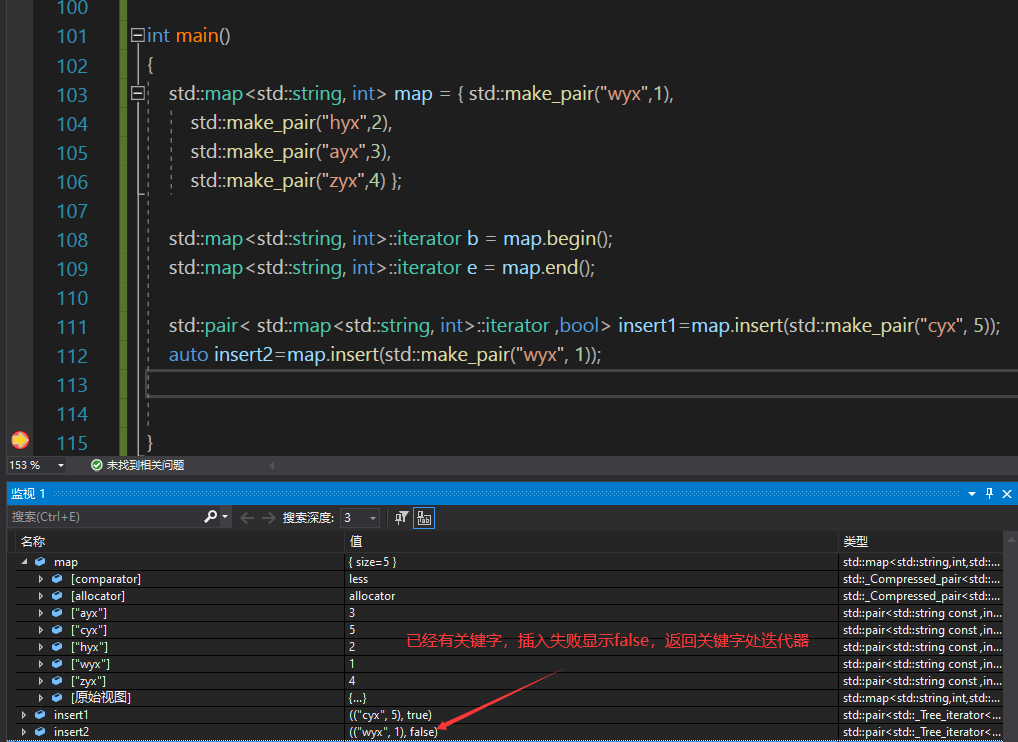 100
101 int main()
102 {
103 std::map<std::string, int> map = { std::make_pair("wyx",1),
104 std::make_pair("hyx",2),
105 std::make_pair("ayx",3),
106 std::make_pair("zyx",4) };
107
108 std::map<std::string, int>::iterator b = map.begin();
109 std::map<std::string, int>::iterator e = map.end();
110
111 std::pair< std::map<std::string, int>::iterator ,bool> insert1=map.insert(std::make_pair("cyx", 5));
112 auto insert2=map.insert(std::make_pair("wyx", 1));
113
114
115 }
153 % 未找到相关问题
监视 1
搜索(Ctrl+E) 搜索深度: 3
名称 值 类型
map { size=5 } std::map<std::string,int,std::...
[comparator] less std::_Compressed_pair<std::...
[allocator] allocator std::_Compressed_pair<std::...
["ayx"] 3 std::pair<std::string const ,in...
["cyx"] 5 std::pair<std::string const ,in...
["hyx"] 2 std::pair<std::string const ,in...
已经有关键字，插入失败显示false，返回关键字处迭代器
["wyx"] 1 std::pair<std::string const ,in...
["zyx"] 4 std::pair<std::string const ,in...
[原始视图] {...} std::map<std::string,int,std::...
insert1 (("cyx", 5), true) std::pair<std::_Tree_iterator<...
insert2 (("wyx", 1), false) std::pair<std::_Tree_iterator<...